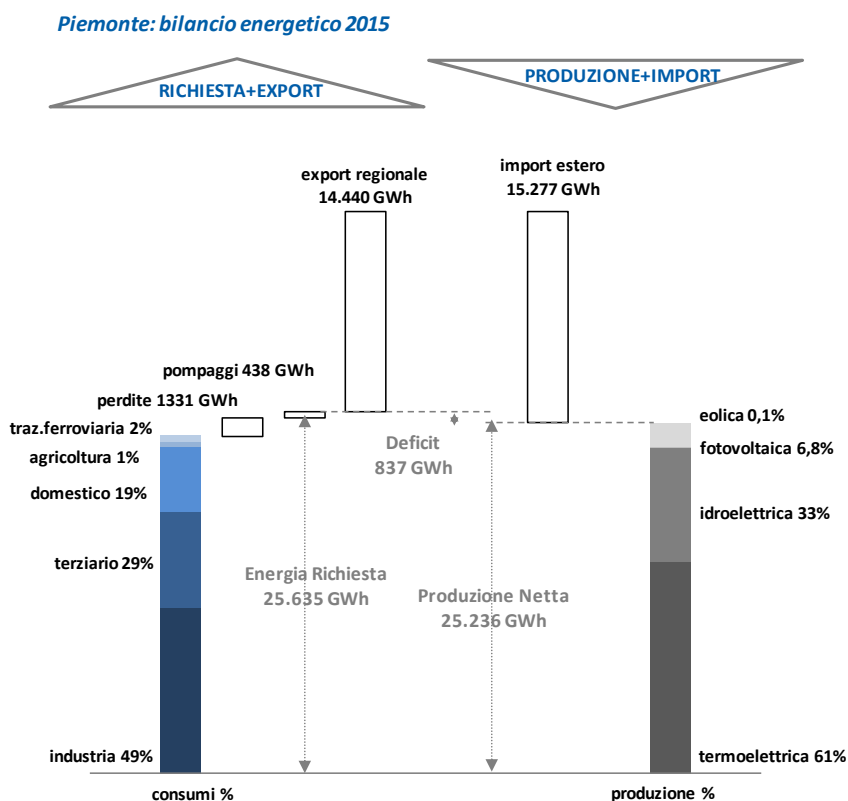 Piemonte: bilancio energetico 2015
RICHIESTA+EXPORT
PRODUZIONE+IMPORT
export regionale
14.440 GWh
import estero
15.277 GWh
pompaggi 438 GWh
perdite 1331 GWh
traz.ferroviaria 2%
agricoltura 1%
domestico 19%
terziario 29%
industria 49%
Deficit
837 GWh
Energia Richiesta
25.635 GWh
Produzione Netta
25.236 GWh
eolica 0,1%
fotovoltaica 6,8%
idroelettrica 33%
termoelettrica 61%
consumi %
produzione %